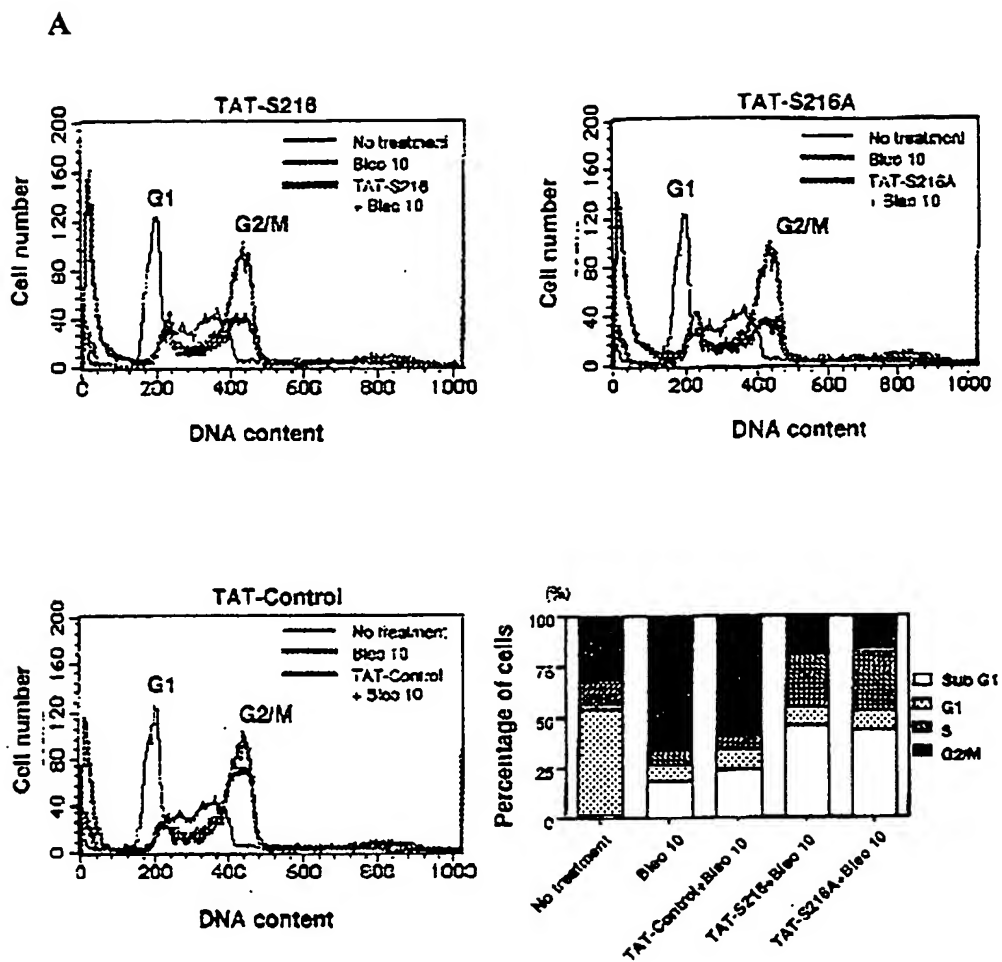 A
TAT-S216
200
160
120
80
40
0
Cell number
No treatment
Bleo 10
TAT-S216
+ Bleo 10
G1
G2/M
0 200 400 600 800 1000
DNA content
TAT-S216A
200
160
120
80
40
0
Cell number
No treatment
Bleo 10
TAT-S216A
+ Bleo 10
G1
G2/M
0 200 400 600 800 1000
DNA content
TAT-Control
200
160
120
80
40
0
Cell number
No treatment
Bleo 10
TAT-Control
+ Bleo 10
G1
G2/M
0 200 400 600 800 1000
DNA content
(%)
100
75
50
25
0
Percentage of cells
Sub G1
G1
S
G2/M
No treatment
Bleo 10
TAT-Control+Bleo 10
TAT-S216+Bleo 10
TAT-S216A+Bleo 10